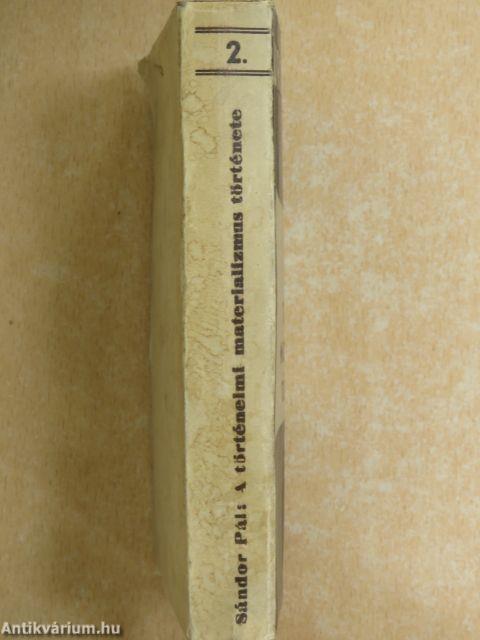 2.
Sándor Pál: A történelmi materializmus története
Antikvárium.hu